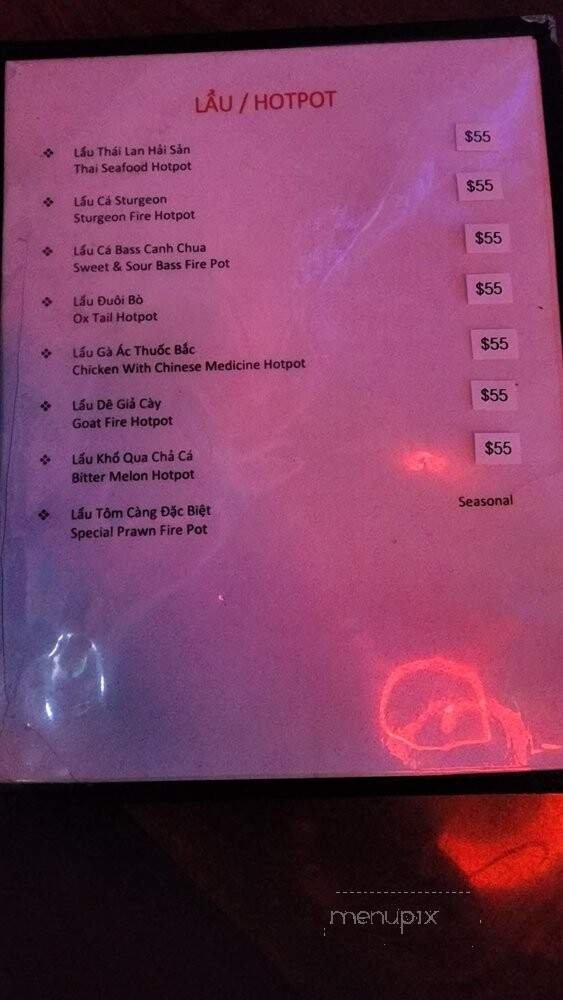 LẨU / HOTPOT
❖ Lẩu Thái Lan Hải Sản $55
Thai Seafood Hotpot
❖ Lẩu Cá Sturgeon $55
Sturgeon Fire Hotpot
❖ Lẩu Cá Bass Canh Chua $55
Sweet & Sour Bass Fire Pot
❖ Lẩu Đuôi Bò $55
Ox Tail Hotpot
❖ Lẩu Gà Ác Thuốc Bắc $55
Chicken With Chinese Medicine Hotpot
❖ Lẩu Dê Giả Cày $55
Goat Fire Hotpot
❖ Lẩu Khổ Qua Chả Cá $55
Bitter Melon Hotpot
❖ Lẩu Tôm Càng Đặc Biệt Seasonal
Special Prawn Fire Pot
menupix